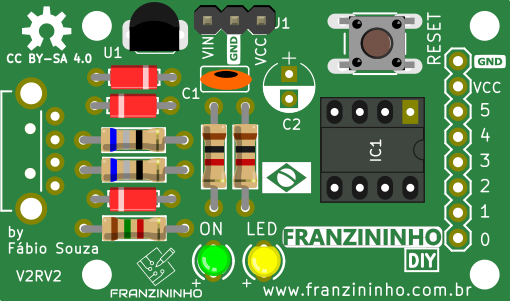 CC BY-SA 4.0
U1
VIN
GND
VCC
J1
RESET
C1
C2
GND
VCC
5
4
3
2
1
0
IC1
by
Fábio Souza
V2RV2
ON
LED
FRANZININHO
DIY
FRANZININHO
www.franzininho.com.br